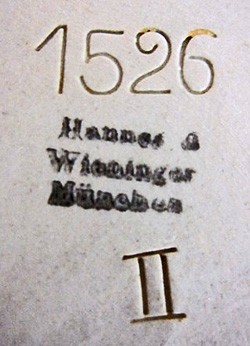 1526
Hannes &
Wieninger
München
II